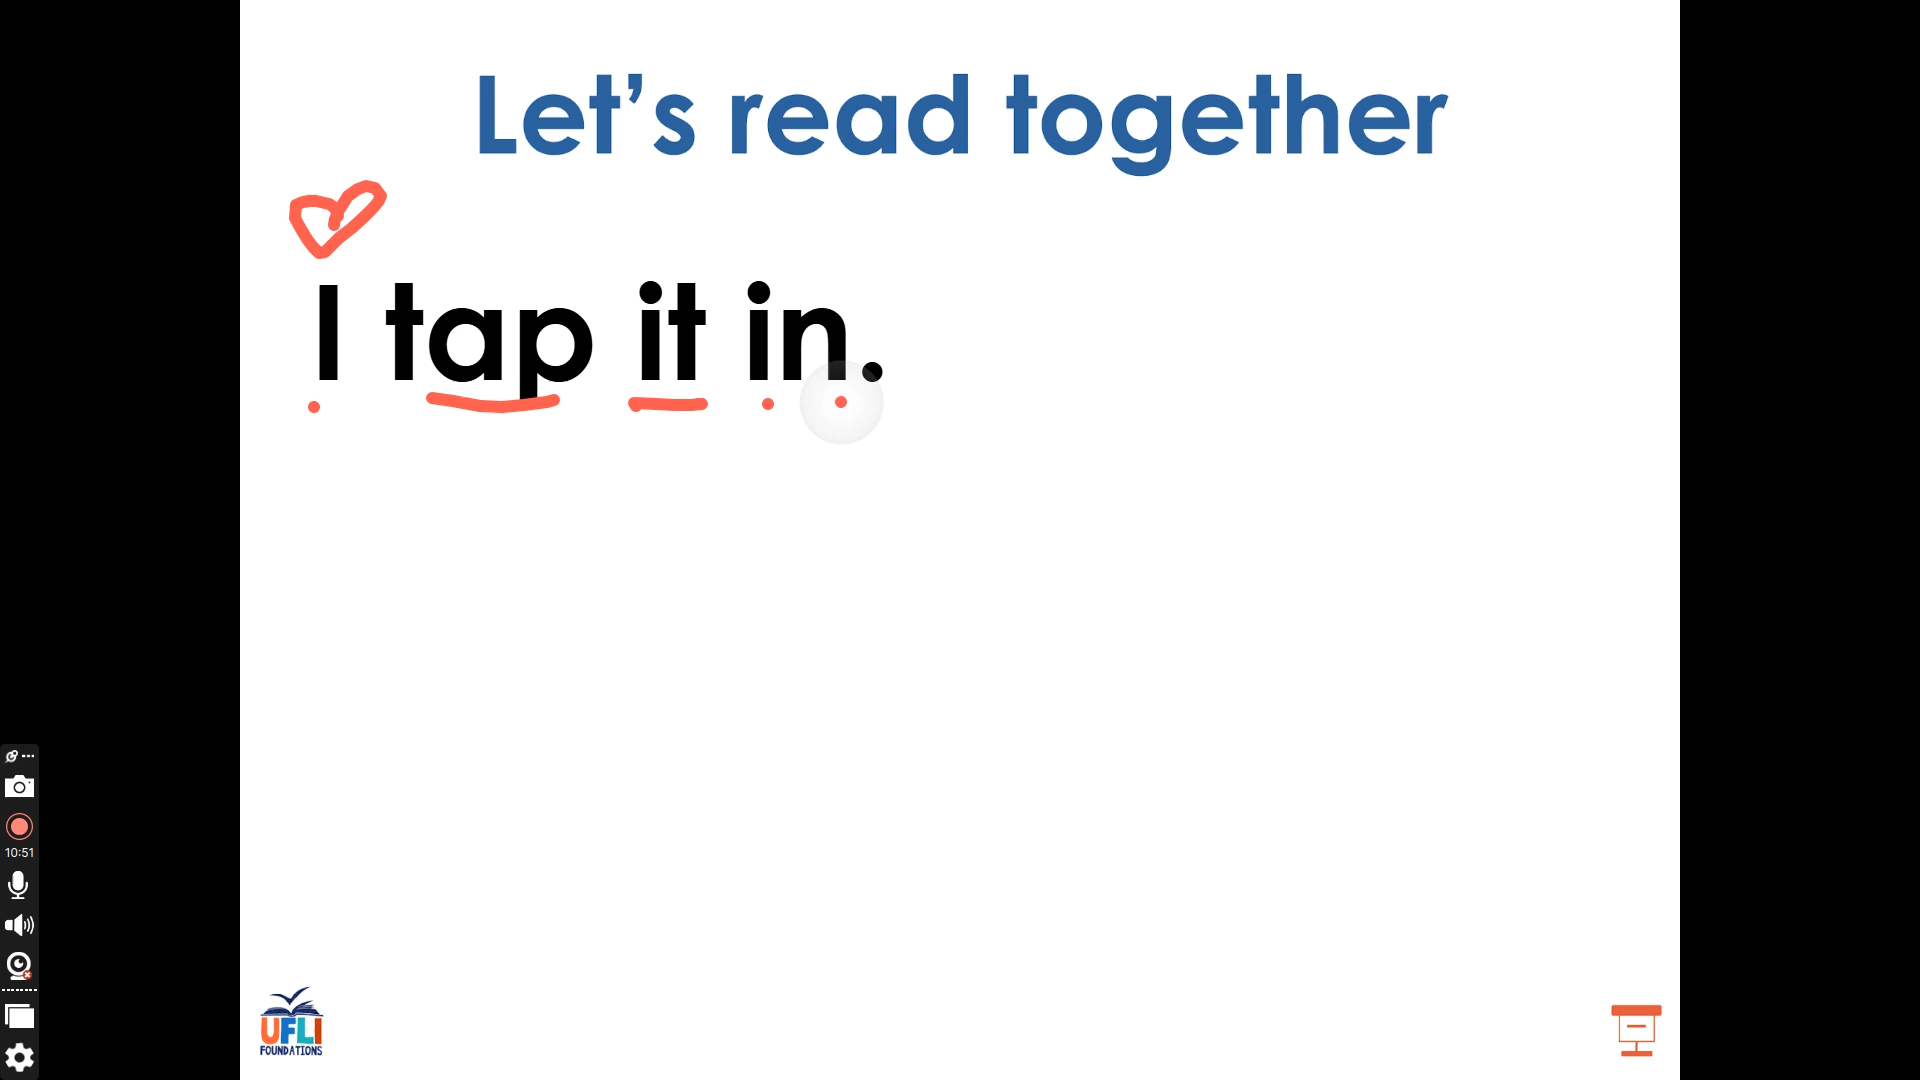 Let’s read together
I tap it in.
10:51
UFLI
FOUNDATIONS